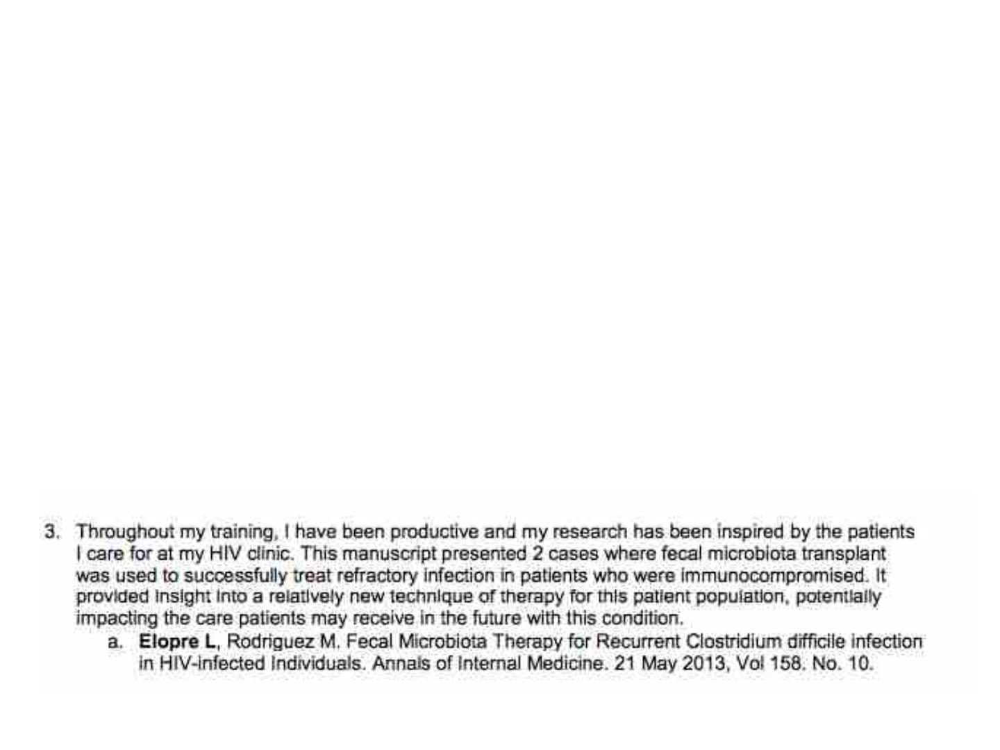 3. Throughout my training, I have been productive and my research has been inspired by the patients
I care for at my HIV clinic. This manuscript presented 2 cases where fecal microbiota transplant
was used to successfully treat refractory infection in patients who were immunocompromised. It
provided insight into a relatively new technique of therapy for this patient population, potentially
impacting the care patients may receive in the future with this condition.
a. Elopre L, Rodriguez M. Fecal Microbiota Therapy for Recurrent Clostridium difficile infection
in HIV-infected Individuals. Annals of Internal Medicine. 21 May 2013, Vol 158. No. 10.